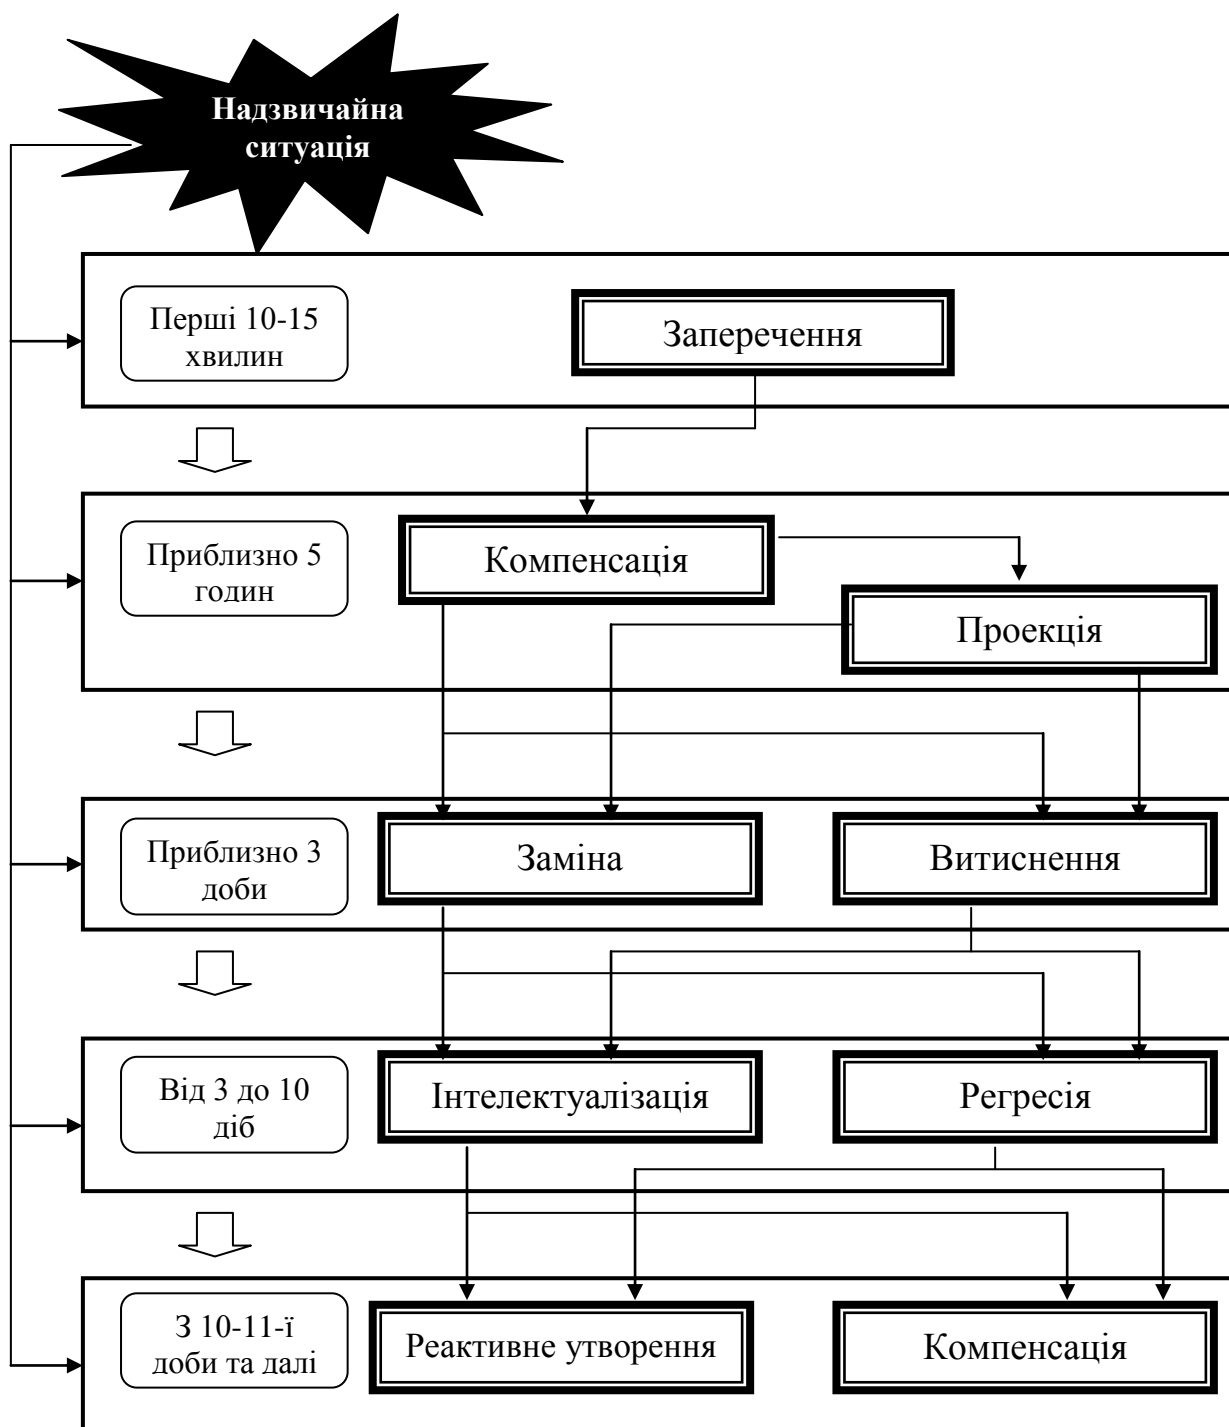 Надзвичайна
ситуація
Перші 10-15
хвилин
Заперечення
Приблизно 5
годин
Компенсація
Проекція
Приблизно 3
доби
Заміна
Витиснення
Від 3 до 10
діб
Інтелектуалізація
Регресія
З 10-11-ї
доби та далі
Реактивне утворення
Компенсація